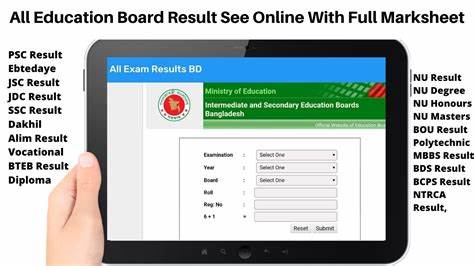 All Education Board Result See Online With Full Marksheet
PSC Result
Ebtedaye
JSC Result
JDC Result
SSC Result
Dakhil
Alim Result
Vocational
BTEB Result
Diploma
All Exam Results BD
Ministry of Education
Intermediate and Secondary Education Boards
Bangladesh
Official Website of Education Board
Examination : Select One
Year : Select One
Board : Select One
Roll :
Reg: No :
6 + 1 =
Reset Submit
NU Result
NU Degree
NU Honours
NU Masters
BOU Result
Polytechnic
MBBS Result
BDS Result
BCPS Result
NTRCA
Result,